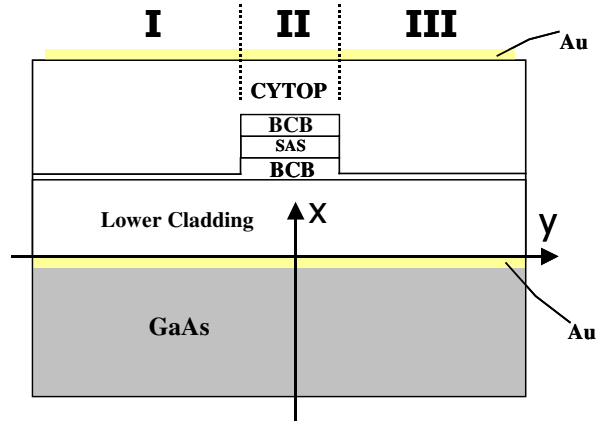 I II III
Au
CYTOP
BCB
SAS
BCB
Lower Cladding
X
y
GaAs
Au